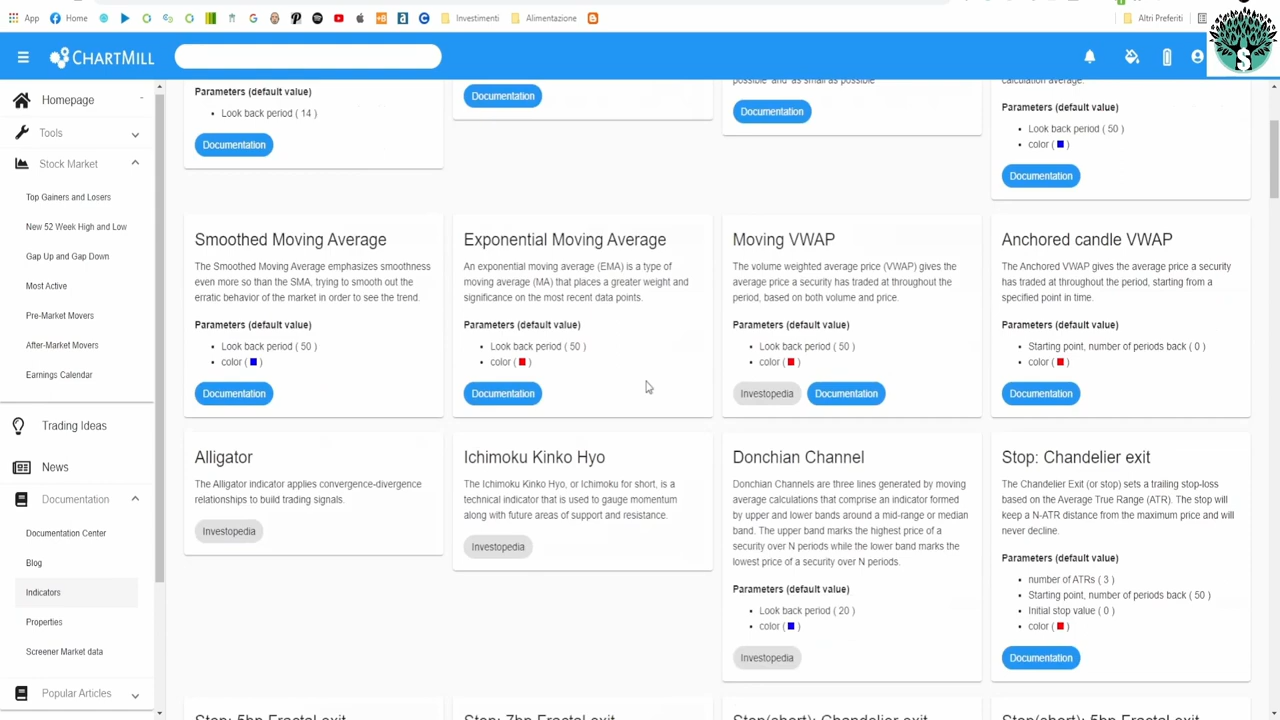 App
Home
Investimenti
Alimentazione
Altri Preferiti
CHARTMILL
S
Homepage
Tools
Stock Market
Top Gainers and Losers
New 52 Week High and Low
Gap Up and Gap Down
Most Active
Pre-Market Movers
After-Market Movers
Earnings Calendar
Trading Ideas
News
Documentation
Documentation Center
Blog
Indicators
Properties
Screener Market data
Popular Articles
Parameters (default value)
Look back period ( 14 )
Documentation
Documentation
possible and as small as possible
Documentation
calculation average.
Parameters (default value)
Look back period ( 50 )
color ( )
Documentation
Smoothed Moving Average
The Smoothed Moving Average emphasizes smoothness
even more so than the SMA, trying to smooth out the
erratic behavior of the market in order to see the trend.
Parameters (default value)
Look back period ( 50 )
color ( )
Documentation
Exponential Moving Average
An exponential moving average (EMA) is a type of
moving average (MA) that places a greater weight and
significance on the most recent data points.
Parameters (default value)
Look back period ( 50 )
color ( )
Documentation
Moving VWAP
The volume weighted average price (VWAP) gives the
average price a security has traded at throughout the
period, based on both volume and price.
Parameters (default value)
Look back period ( 50 )
color ( )
Investopedia Documentation
Anchored candle VWAP
The Anchored VWAP gives the average price a security
has traded at throughout the period, starting from a
specified point in time.
Parameters (default value)
Starting point, number of periods back ( 0 )
color ( )
Documentation
Alligator
The Alligator indicator applies convergence-divergence
relationships to build trading signals.
Investopedia
Ichimoku Kinko Hyo
The Ichimoku Kinko Hyo, or Ichimoku for short, is a
technical indicator that is used to gauge momentum
along with future areas of support and resistance.
Investopedia
Donchian Channel
Donchian Channels are three lines generated by moving
average calculations that comprise an indicator formed
by upper and lower bands around a mid-range or median
band. The upper band marks the highest price of a
security over N periods while the lower band marks the
lowest price of a security over N periods.
Parameters (default value)
Look back period ( 20 )
color ( )
Investopedia
Stop: Chandelier exit
The Chandelier Exit (or stop) sets a trailing stop-loss
based on the Average True Range (ATR). The stop will
keep a N-ATR distance from the maximum price and will
never decline.
Parameters (default value)
number of ATRs ( 3 )
Starting point, number of periods back ( 50 )
Initial stop value ( 0 )
color ( )
Documentation
Stop: 5bp Fractal exit
Stop: 7bp Fractal exit
Stop(short): Chandelier exit
Stop(short): 5bp Fractal exit